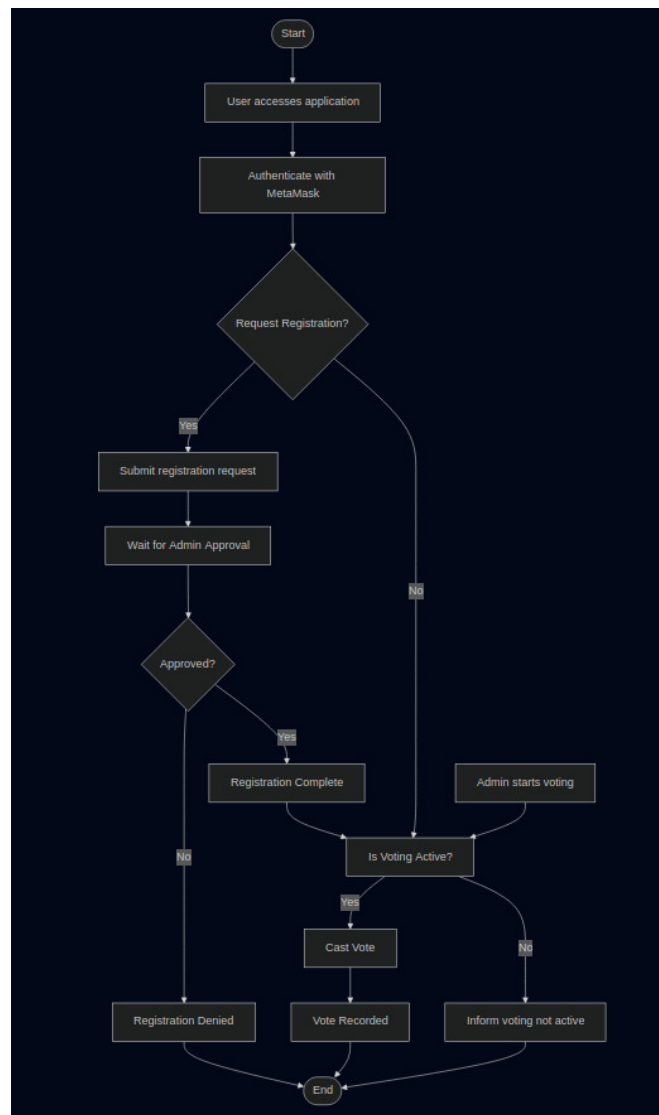 Start
User accesses application
Authenticate with
MetaMask
Request Registration?
Yes
Submit registration request
Wait for Admin Approval
No
Approved?
Yes
Registration Complete
Admin starts voting
No
Is Voting Active?
Yes
Cast Vote
No
Registration Denied
Vote Recorded
Inform voting not active
End